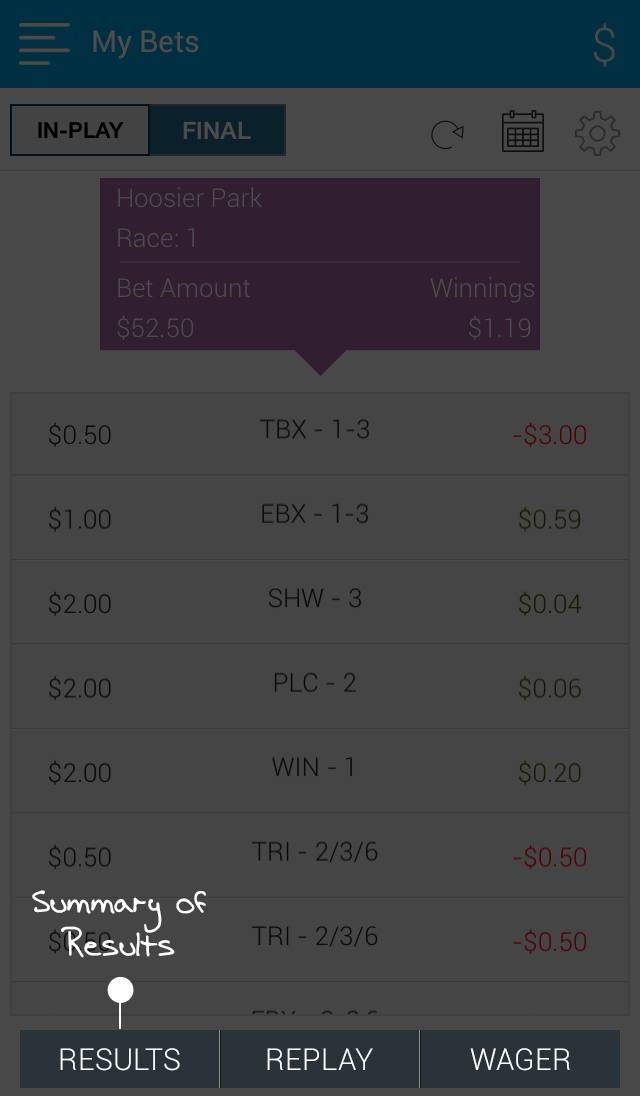 My Bets $
IN-PLAY FINAL
Hoosier Park
Race: 1
Bet Amount Winnings
$52.50 $1.19
$0.50 TBX - 1-3 -$3.00
$1.00 EBX - 1-3 $0.59
$2.00 SHW - 3 $0.04
$2.00 PLC - 2 $0.06
$2.00 WIN - 1 $0.20
$0.50 TRI - 2/3/6 -$0.50
Summary of
$0.50 TRI - 2/3/6 -$0.50
Results
RESULTS REPLAY WAGER